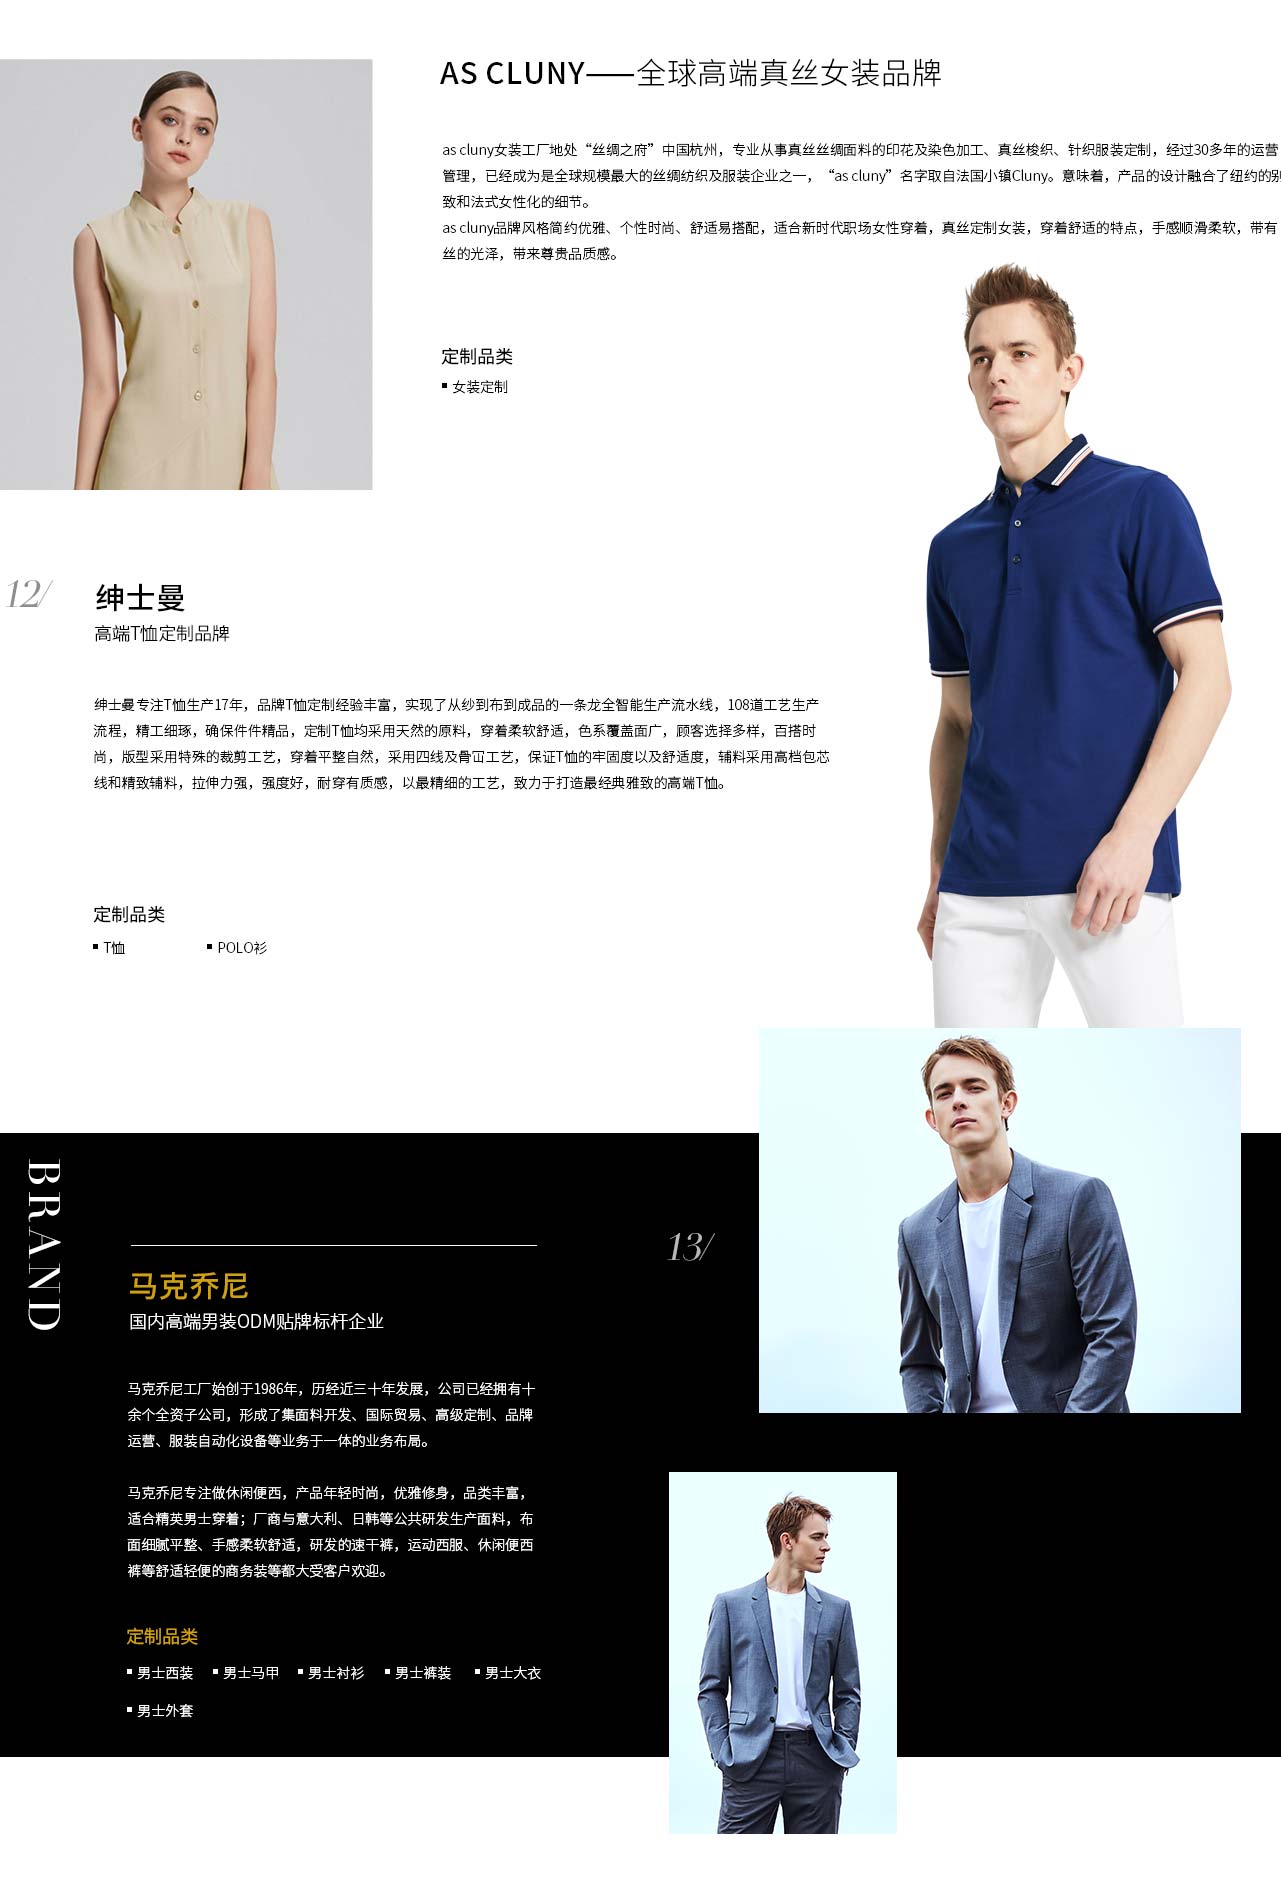 AS CLUNY——全球高端真丝女装品牌
as cluny女装工厂地处“丝绸之府”中国杭州，专业从事真丝丝绸面料的印花及染色加工、真丝梭织、针织服装定制，经过30多年的运营
管理，已经成为是全球规模最大的丝绸纺织及服装企业之一，“as cluny”名字取自法国小镇Cluny。意味着，产品的设计融合了纽约的别
致和法式女性化的细节。
as cluny品牌风格简约优雅、个性时尚、舒适易搭配，适合新时代职场女性穿着，真丝定制女装，穿着舒适的特点，手感顺滑柔软，带有
丝的光泽，带来尊贵品质感。
定制品类
▪ 女装定制
12/
绅士曼
高端T恤定制品牌
绅士曼专注T恤生产17年，品牌T恤定制经验丰富，实现了从纱到布到成品的一条龙全智能生产流水线，108道工艺生产
流程，精工细琢，确保件件精品，定制T恤均采用天然的原料，穿着柔软舒适，色系覆盖面广，顾客选择多样，百搭时
尚，版型采用特殊的裁剪工艺，穿着平整自然，采用四线及骨冚工艺，保证T恤的牢固度以及舒适度，辅料采用高档包芯
线和精致辅料，拉伸力强，强度好，耐穿有质感，以最精细的工艺，致力于打造最经典雅致的高端T恤。
定制品类
▪ T恤 ▪ POLO衫
BRAND
13/
马克乔尼
国内高端男装ODM贴牌标杆企业
马克乔尼工厂始创于1986年，历经近三十年发展，公司已经拥有十
余个全资子公司，形成了集面料开发、国际贸易、高级定制、品牌
运营、服装自动化设备等业务于一体的业务布局。
马克乔尼专注做休闲便西，产品年轻时尚，优雅修身，品类丰富，
适合精英男士穿着；厂商与意大利、日韩等公共研发生产面料，布
面细腻平整、手感柔软舒适，研发的速干裤，运动西服、休闲便西
裤等舒适轻便的商务装等都大受客户欢迎。
定制品类
▪ 男士西装 ▪ 男士马甲 ▪ 男士衬衫 ▪ 男士裤装 ▪ 男士大衣
▪ 男士外套